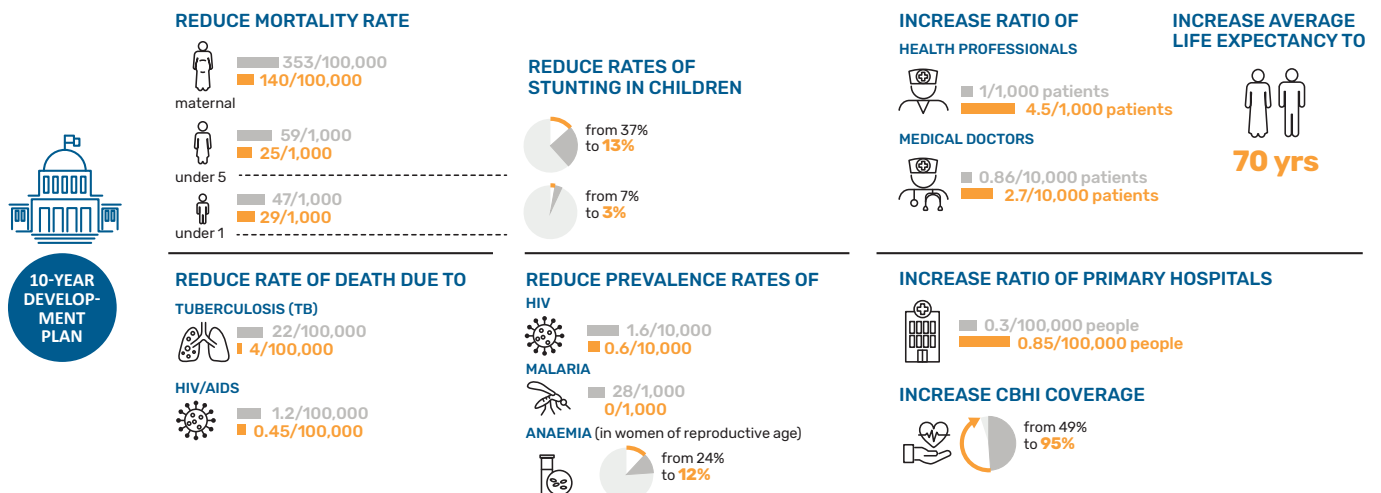 10-YEAR
DEVELOP-
MENT
PLAN
REDUCE MORTALITY RATE
353/100,000
140/100,000
maternal
59/1,000
25/1,000
under 5
47/1,000
29/1,000
under 1
REDUCE RATES OF
STUNTING IN CHILDREN
from 37%
to 13%
from 7%
to 3%
INCREASE RATIO OF
HEALTH PROFESSIONALS
1/1,000 patients
4.5/1,000 patients
MEDICAL DOCTORS
0.86/10,000 patients
2.7/10,000 patients
INCREASE AVERAGE
LIFE EXPECTANCY TO
70 yrs
REDUCE RATE OF DEATH DUE TO
TUBERCULOSIS (TB)
22/100,000
4/100,000
HIV/AIDS
1.2/100,000
0.45/100,000
REDUCE PREVALENCE RATES OF
HIV
1.6/10,000
0.6/10,000
MALARIA
28/1,000
0/1,000
ANAEMIA (in women of reproductive age)
from 24%
to 12%
INCREASE RATIO OF PRIMARY HOSPITALS
0.3/100,000 people
0.85/100,000 people
INCREASE CBHI COVERAGE
from 49%
to 95%